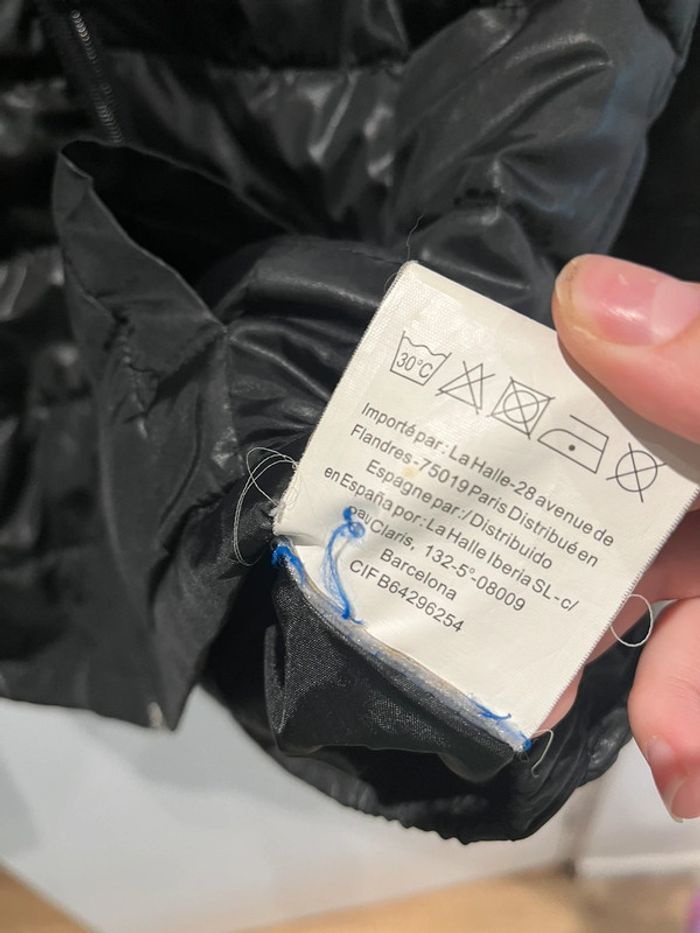 30°C
Importé par : La Halle-28 avenue de
Flandres-75019 Paris Distribué en
Espagne par:/Distribuido
en España por: La Halle Iberia SL - c/
pau Claris, 132-5°-08009
Barcelona
CIF B64296254